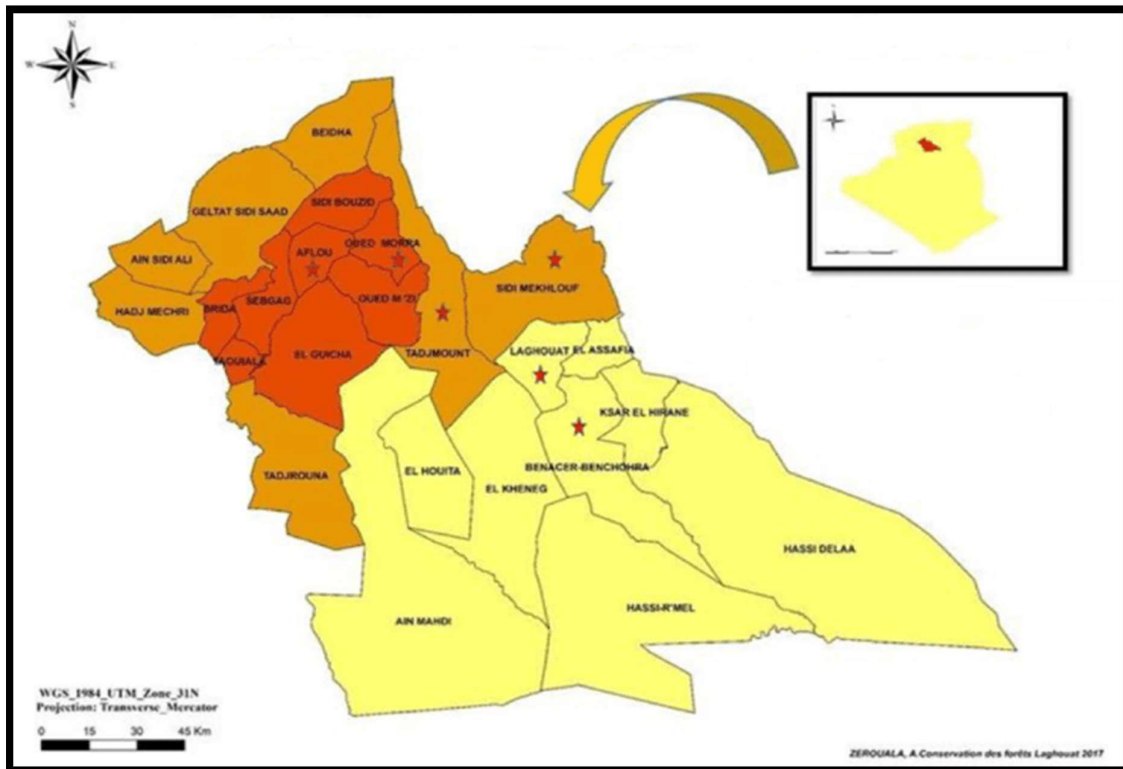 N
W
E
S
BEIDHA
GELTAT SIDI SAAD
SIDI BOUZID
AIN SIDI ALI
AFLOU
OUED MORRA
HADJ MECHRI
BRIDA
SEBGAG
OUED M'ZI
SIDI MEKHLOUF
TAOUIALA
EL GUICHA
TADJMOUNT
LAGHOUAT
EL ASSAFIA
KSAR EL HIRANE
TADJROUNA
EL HOUITA
EL KHENEG
BENACER-BENCHOHRA
HASSI DELAA
AIN MAHDI
HASSI-R'MEL
WGS_1984_UTM_Zone_31N
Projection: Transverse_Mercator
0 15 30 45 Km
ZEROUALA, A.Conservation des forêts Laghouat 2017